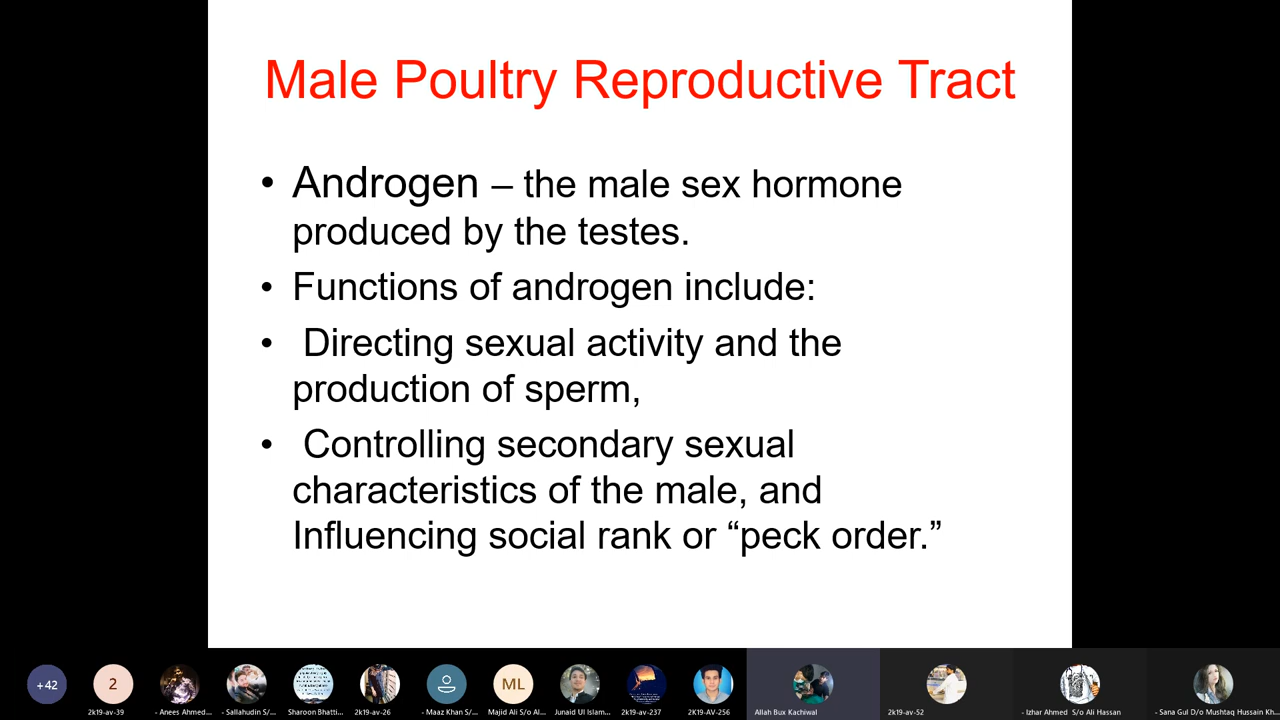 Male Poultry Reproductive Tract
• Androgen – the male sex hormone
produced by the testes.
• Functions of androgen include:
• Directing sexual activity and the
production of sperm,
• Controlling secondary sexual
characteristics of the male, and
Influencing social rank or “peck order.”
+42
2
ML
2k19-av-39
- Anees Ahmed...
- Sallahudin S/...
Sharoon Bhatti...
2k19-av-26
- Maaz Khan S/...
Majid Ali S/o Al...
Junaid Ul Islam...
2k19-av-237
2K19-AV-256
Allah Bux Kachiwal
2k19-av-52
- Izhar Ahmed S/o Ali Hassan
- Sana Gul D/o Mushtaq Hussain Kh...